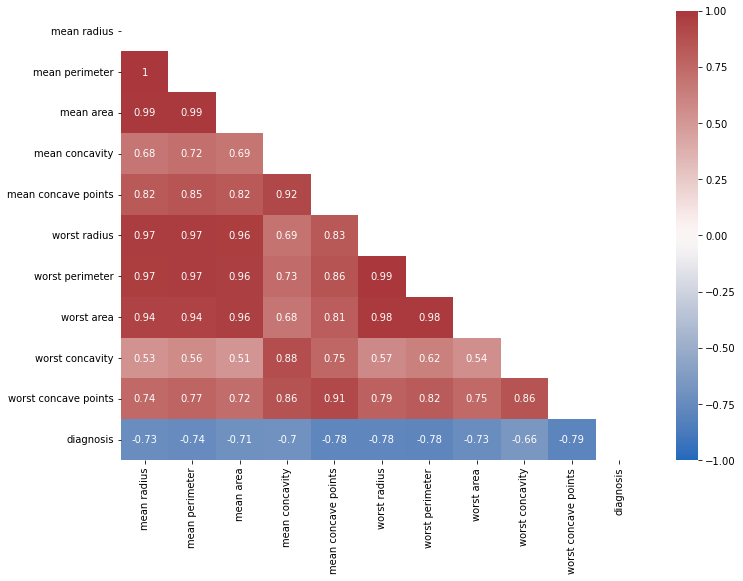 mean radius
mean perimeter 1
mean area 0.99 0.99
mean concavity 0.68 0.72 0.69
mean concave points 0.82 0.85 0.82 0.92
worst radius 0.97 0.97 0.96 0.69 0.83
worst perimeter 0.97 0.97 0.96 0.73 0.86 0.99
worst area 0.94 0.94 0.96 0.68 0.81 0.98 0.98
worst concavity 0.53 0.56 0.51 0.88 0.75 0.57 0.62 0.54
worst concave points 0.74 0.77 0.72 0.86 0.91 0.79 0.82 0.75 0.86
diagnosis -0.73 -0.74 -0.71 -0.7 -0.78 -0.78 -0.78 -0.73 -0.66 -0.79
mean radius
mean perimeter
mean area
mean concavity
mean concave points
worst radius
worst perimeter
worst area
worst concavity
worst concave points
diagnosis
1.00
0.75
0.50
0.25
0.00
−0.25
−0.50
−0.75
−1.00